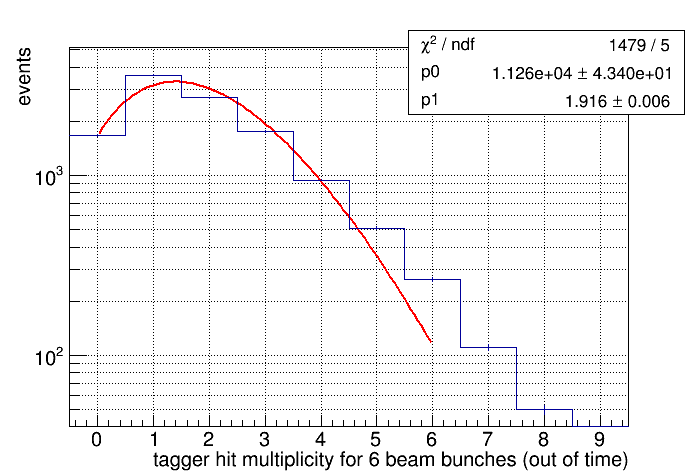 χ² / ndf 1479 / 5
p0 1.126e+04 ± 4.340e+01
p1 1.916 ± 0.006
events
10³
10²
0 1 2 3 4 5 6 7 8 9
tagger hit multiplicity for 6 beam bunches (out of time)